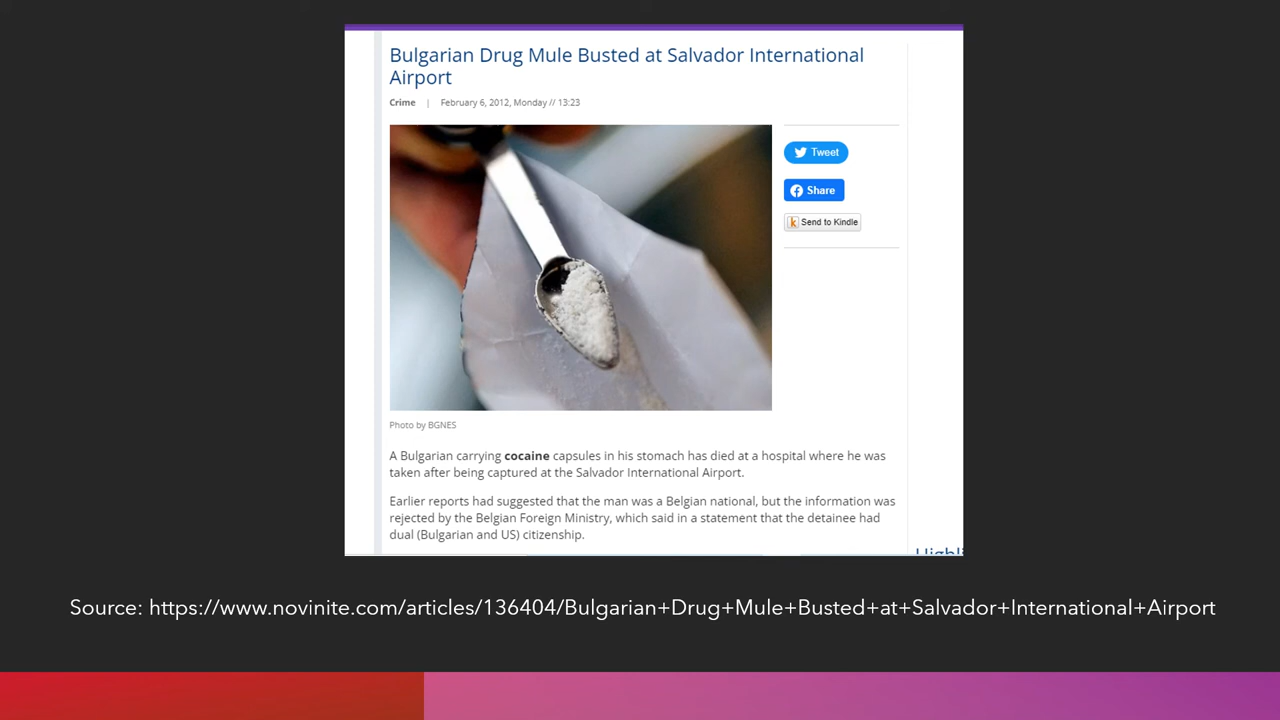 Bulgarian Drug Mule Busted at Salvador International
Airport
Crime | February 6, 2012, Monday // 13:23
Tweet
Share
k Send to Kindle
Photo by BGNES
A Bulgarian carrying cocaine capsules in his stomach has died at a hospital where he was
taken after being captured at the Salvador International Airport.
Earlier reports had suggested that the man was a Belgian national, but the information was
rejected by the Belgian Foreign Ministry, which said in a statement that the detainee had
dual (Bulgarian and US) citizenship.
Source: https://www.novinite.com/articles/136404/Bulgarian+Drug+Mule+Busted+at+Salvador+International+Airport